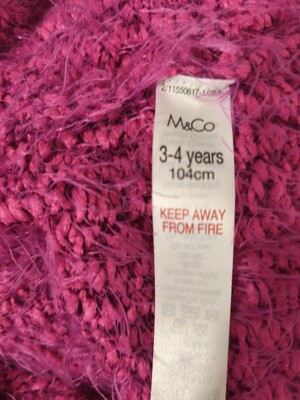 M&Co
3-4 years
104cm
KEEP AWAY
FROM FIRE